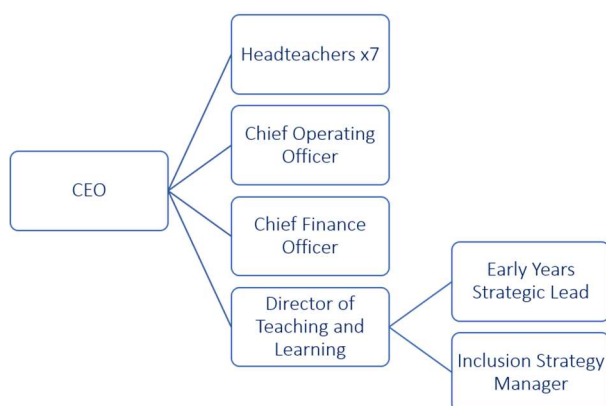 Headteachers x7
Chief Operating
Officer
CEO
Chief Finance
Officer
Director of
Teaching and
Learning
Early Years
Strategic Lead
Inclusion Strategy
Manager